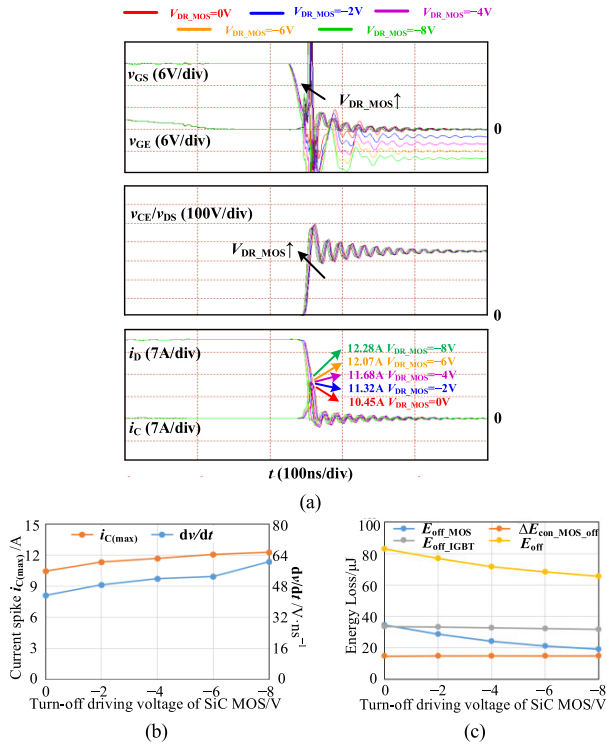 V_DR_MOS=0V V_DR_MOS=−2V V_DR_MOS=−4V
V_DR_MOS=−6V V_DR_MOS=−8V
v_GS (6V/div)
V_DR_MOS↑
v_GE (6V/div)
0
v_CE/v_DS (100V/div)
V_DR_MOS↑
0
i_D (7A/div)
12.28A V_DR_MOS=−8V
12.07A V_DR_MOS=−6V
11.68A V_DR_MOS=−4V
11.32A V_DR_MOS=−2V
10.45A V_DR_MOS=0V
i_C (7A/div)
0
t (100ns/div)
(a)
Current spike i_C(max) /A
15
12
9
6
3
0
i_C(max) dv/dt
80
64
48
32
16
0
dv/dt/ V· ns⁻¹
0 −2 −4 −6 −8
Turn-off driving voltage of SiC MOS/V
(b)
Energy Loss/μJ
100
80
60
40
20
0
E_off_MOS ΔE_con_MOS_off
E_off_IGBT E_off
0 −2 −4 −6 −8
Turn-off driving voltage of SiC MOS/V
(c)